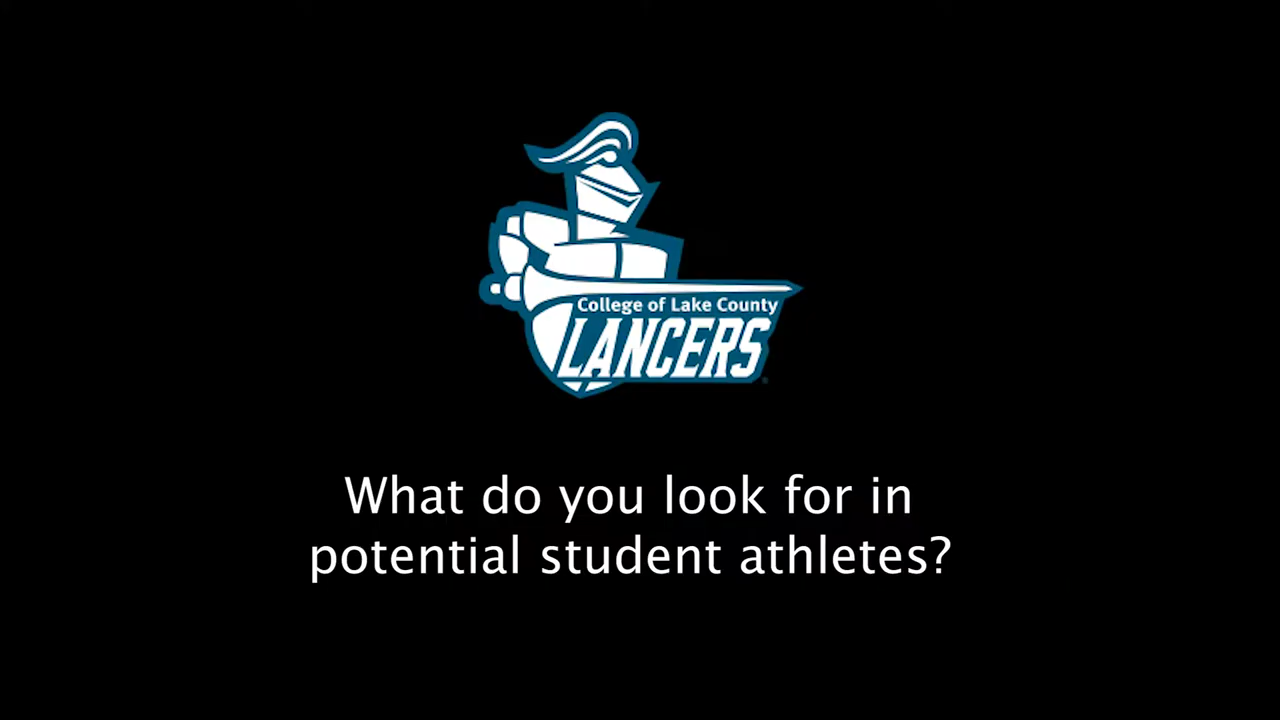 College of Lake County
LANCERS
What do you look for in
potential student athletes?